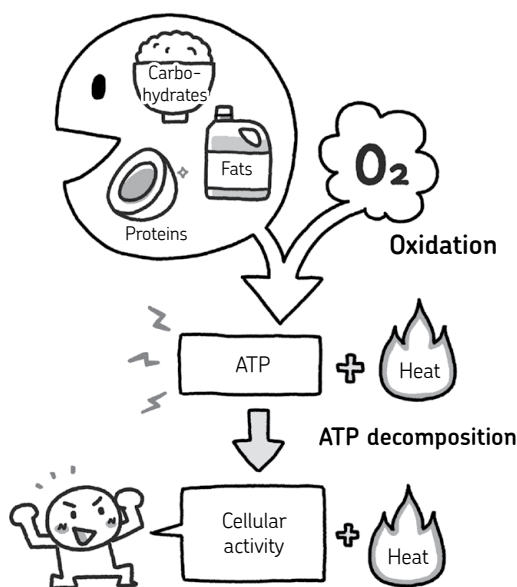 Carbo-
hydrates
Fats
Proteins
O₂
Oxidation
ATP
+
Heat
ATP decomposition
Cellular
activity
+
Heat